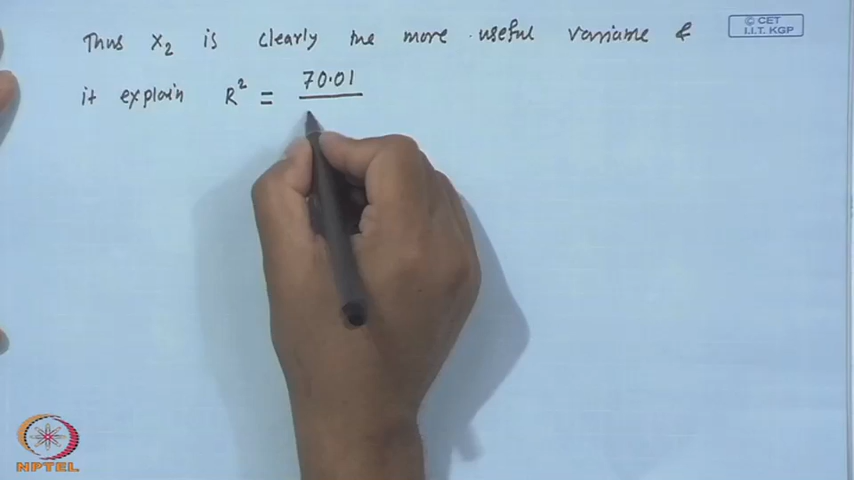 Thus X₂ is clearly the more useful variable &
it explain R² = 70.01
© CET
I.I.T. KGP
NPTEL